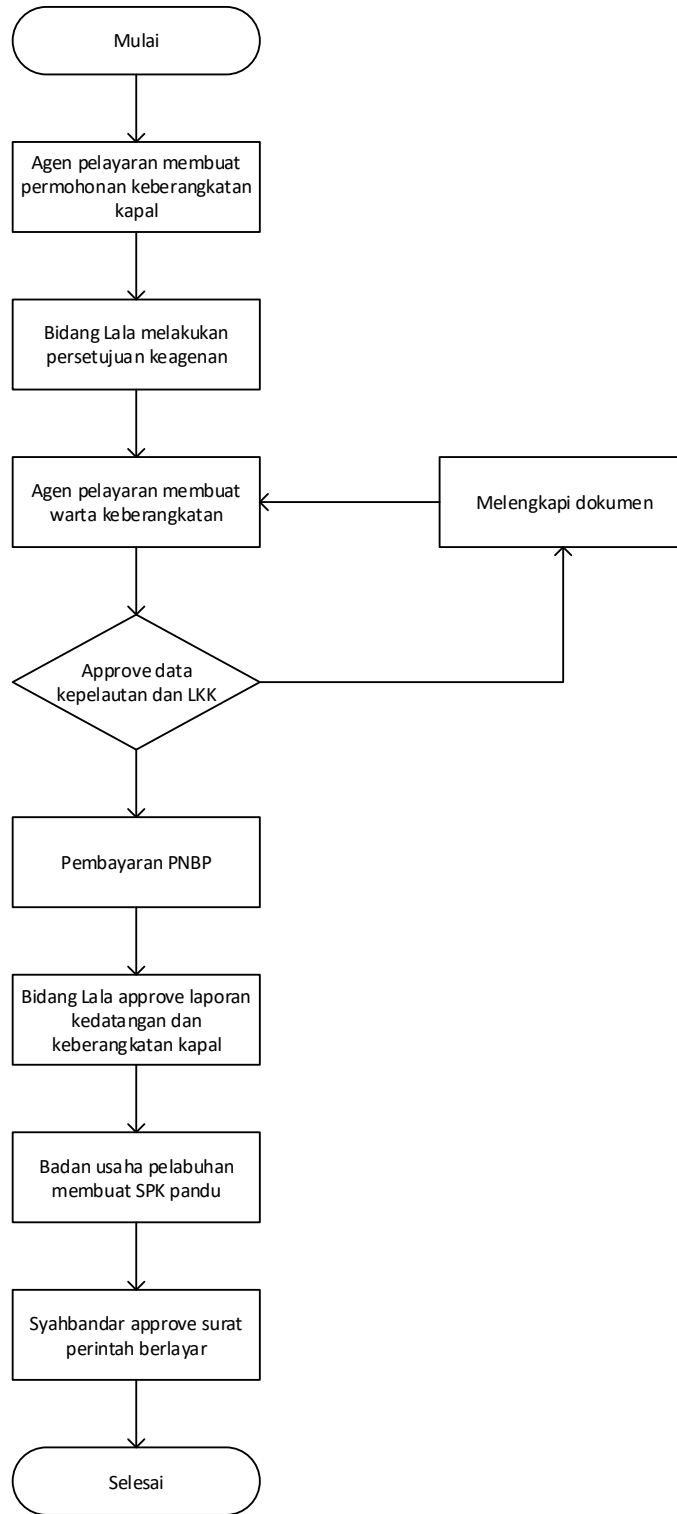 Mulai
Agen pelayaran membuat
permohonan keberangkatan
kapal
Bidang Lala melakukan
persetujuan keagenan
Agen pelayaran membuat
warta keberangkatan
Melengkapi dokumen
Approve data
kepelautan dan LKK
Pembayaran PNBP
Bidang Lala approve laporan
kedatangan dan
keberangkatan kapal
Badan usaha pelabuhan
membuat SPK pandu
Syahbandar approve surat
perintah berlayar
Selesai